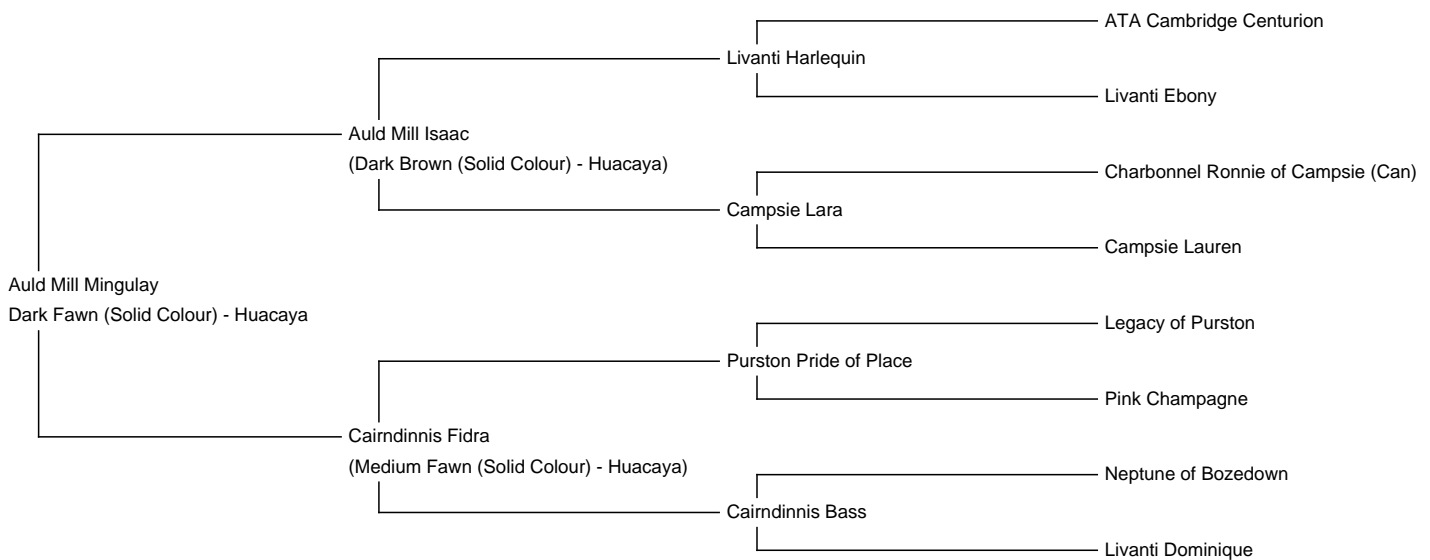 ATA Cambridge Centurion
Livanti Harlequin
Livanti Ebony
Auld Mill Isaac
(Dark Brown (Solid Colour) - Huacaya)
Charbonnel Ronnie of Campsie (Can)
Campsie Lara
Campsie Lauren
Auld Mill Mingulay
Dark Fawn (Solid Colour) - Huacaya
Legacy of Purston
Purston Pride of Place
Pink Champagne
Cairndinnis Fidra
(Medium Fawn (Solid Colour) - Huacaya)
Neptune of Bozedown
Cairndinnis Bass
Livanti Dominique